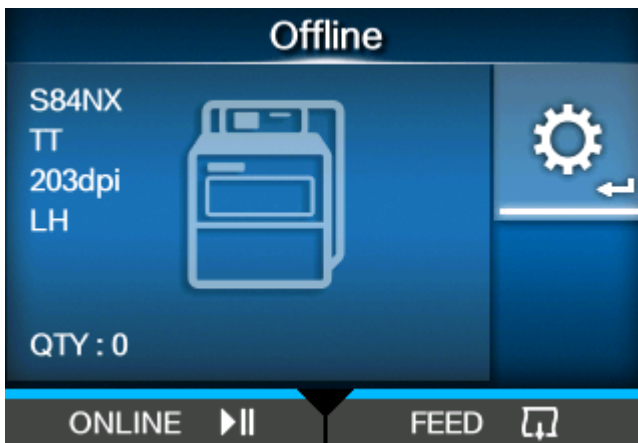 Offline
S84NX
TT
203dpi
LH
QTY : 0
ONLINE
FEED